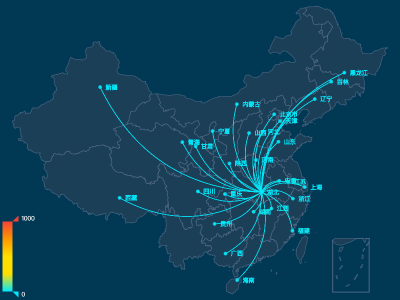 黑龙江
吉林
新疆
辽宁
内蒙古
北京市
天津
宁夏
山西
河北
山东
青海
甘肃
河南
陕西
安徽
江苏
上海
四川
重庆
湖北
西藏
浙江
湖南
江西
1000
贵州
福建
广西
海南
0